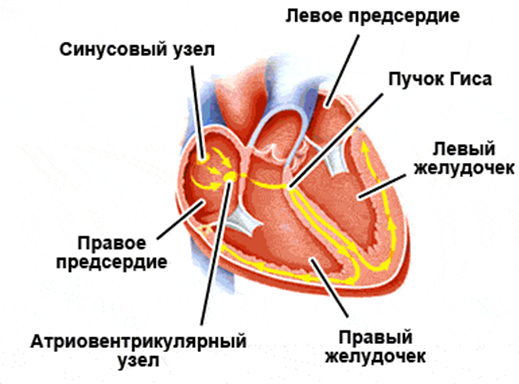 Левое предсердие
Синусовый узел
Пучок Гиса
Левый
желудочек
Правое
предсердие
Атриовентрикулярный
узел
Правый
желудочек